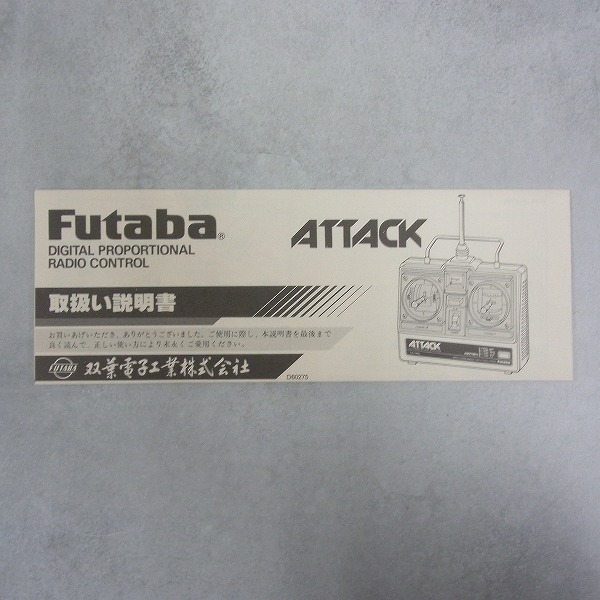 Futaba®
DIGITAL PROPORTIONAL
RADIO CONTROL
ATTACK
取扱い説明書
お買いあげいただき、ありがとうございました。ご使用に際し、本説明書を最後まで
良く読んで、正しい使い方により末永くご愛用ください。
FUTABA
双葉電子工業株式会社
D60275
ATTACK